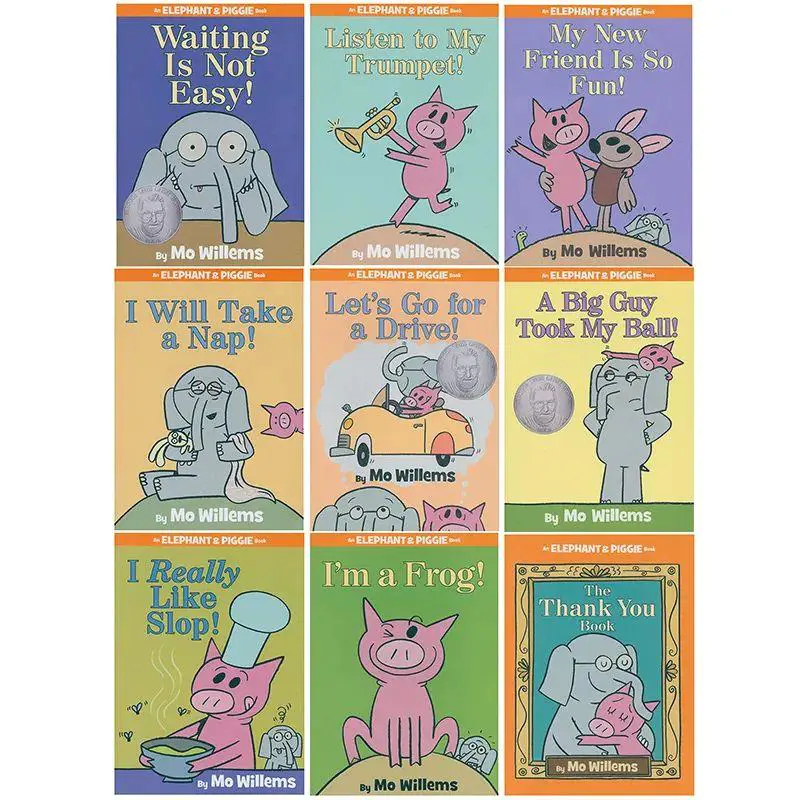 An ELEPHANT & PIGGIE Book
Waiting
Is Not
Easy!
By Mo Willems
An ELEPHANT & PIGGIE Book
Listen to My
Trumpet!
By Mo Willems
An ELEPHANT & PIGGIE Book
My New
Friend Is So
Fun!
By Mo Willems
An ELEPHANT & PIGGIE Book
I Will Take
a Nap!
By Mo Willems
An ELEPHANT & PIGGIE Book
Let's Go for
a Drive!
By Mo Willems
An ELEPHANT & PIGGIE Book
A Big Guy
Took My Ball!
By Mo Willems
An ELEPHANT & PIGGIE Book
I Really
Like
Slop!
By Mo Willems
An ELEPHANT & PIGGIE Book
I'm a Frog!
By Mo Willems
An ELEPHANT & PIGGIE Book
The
Thank You
Book
By Mo Willems